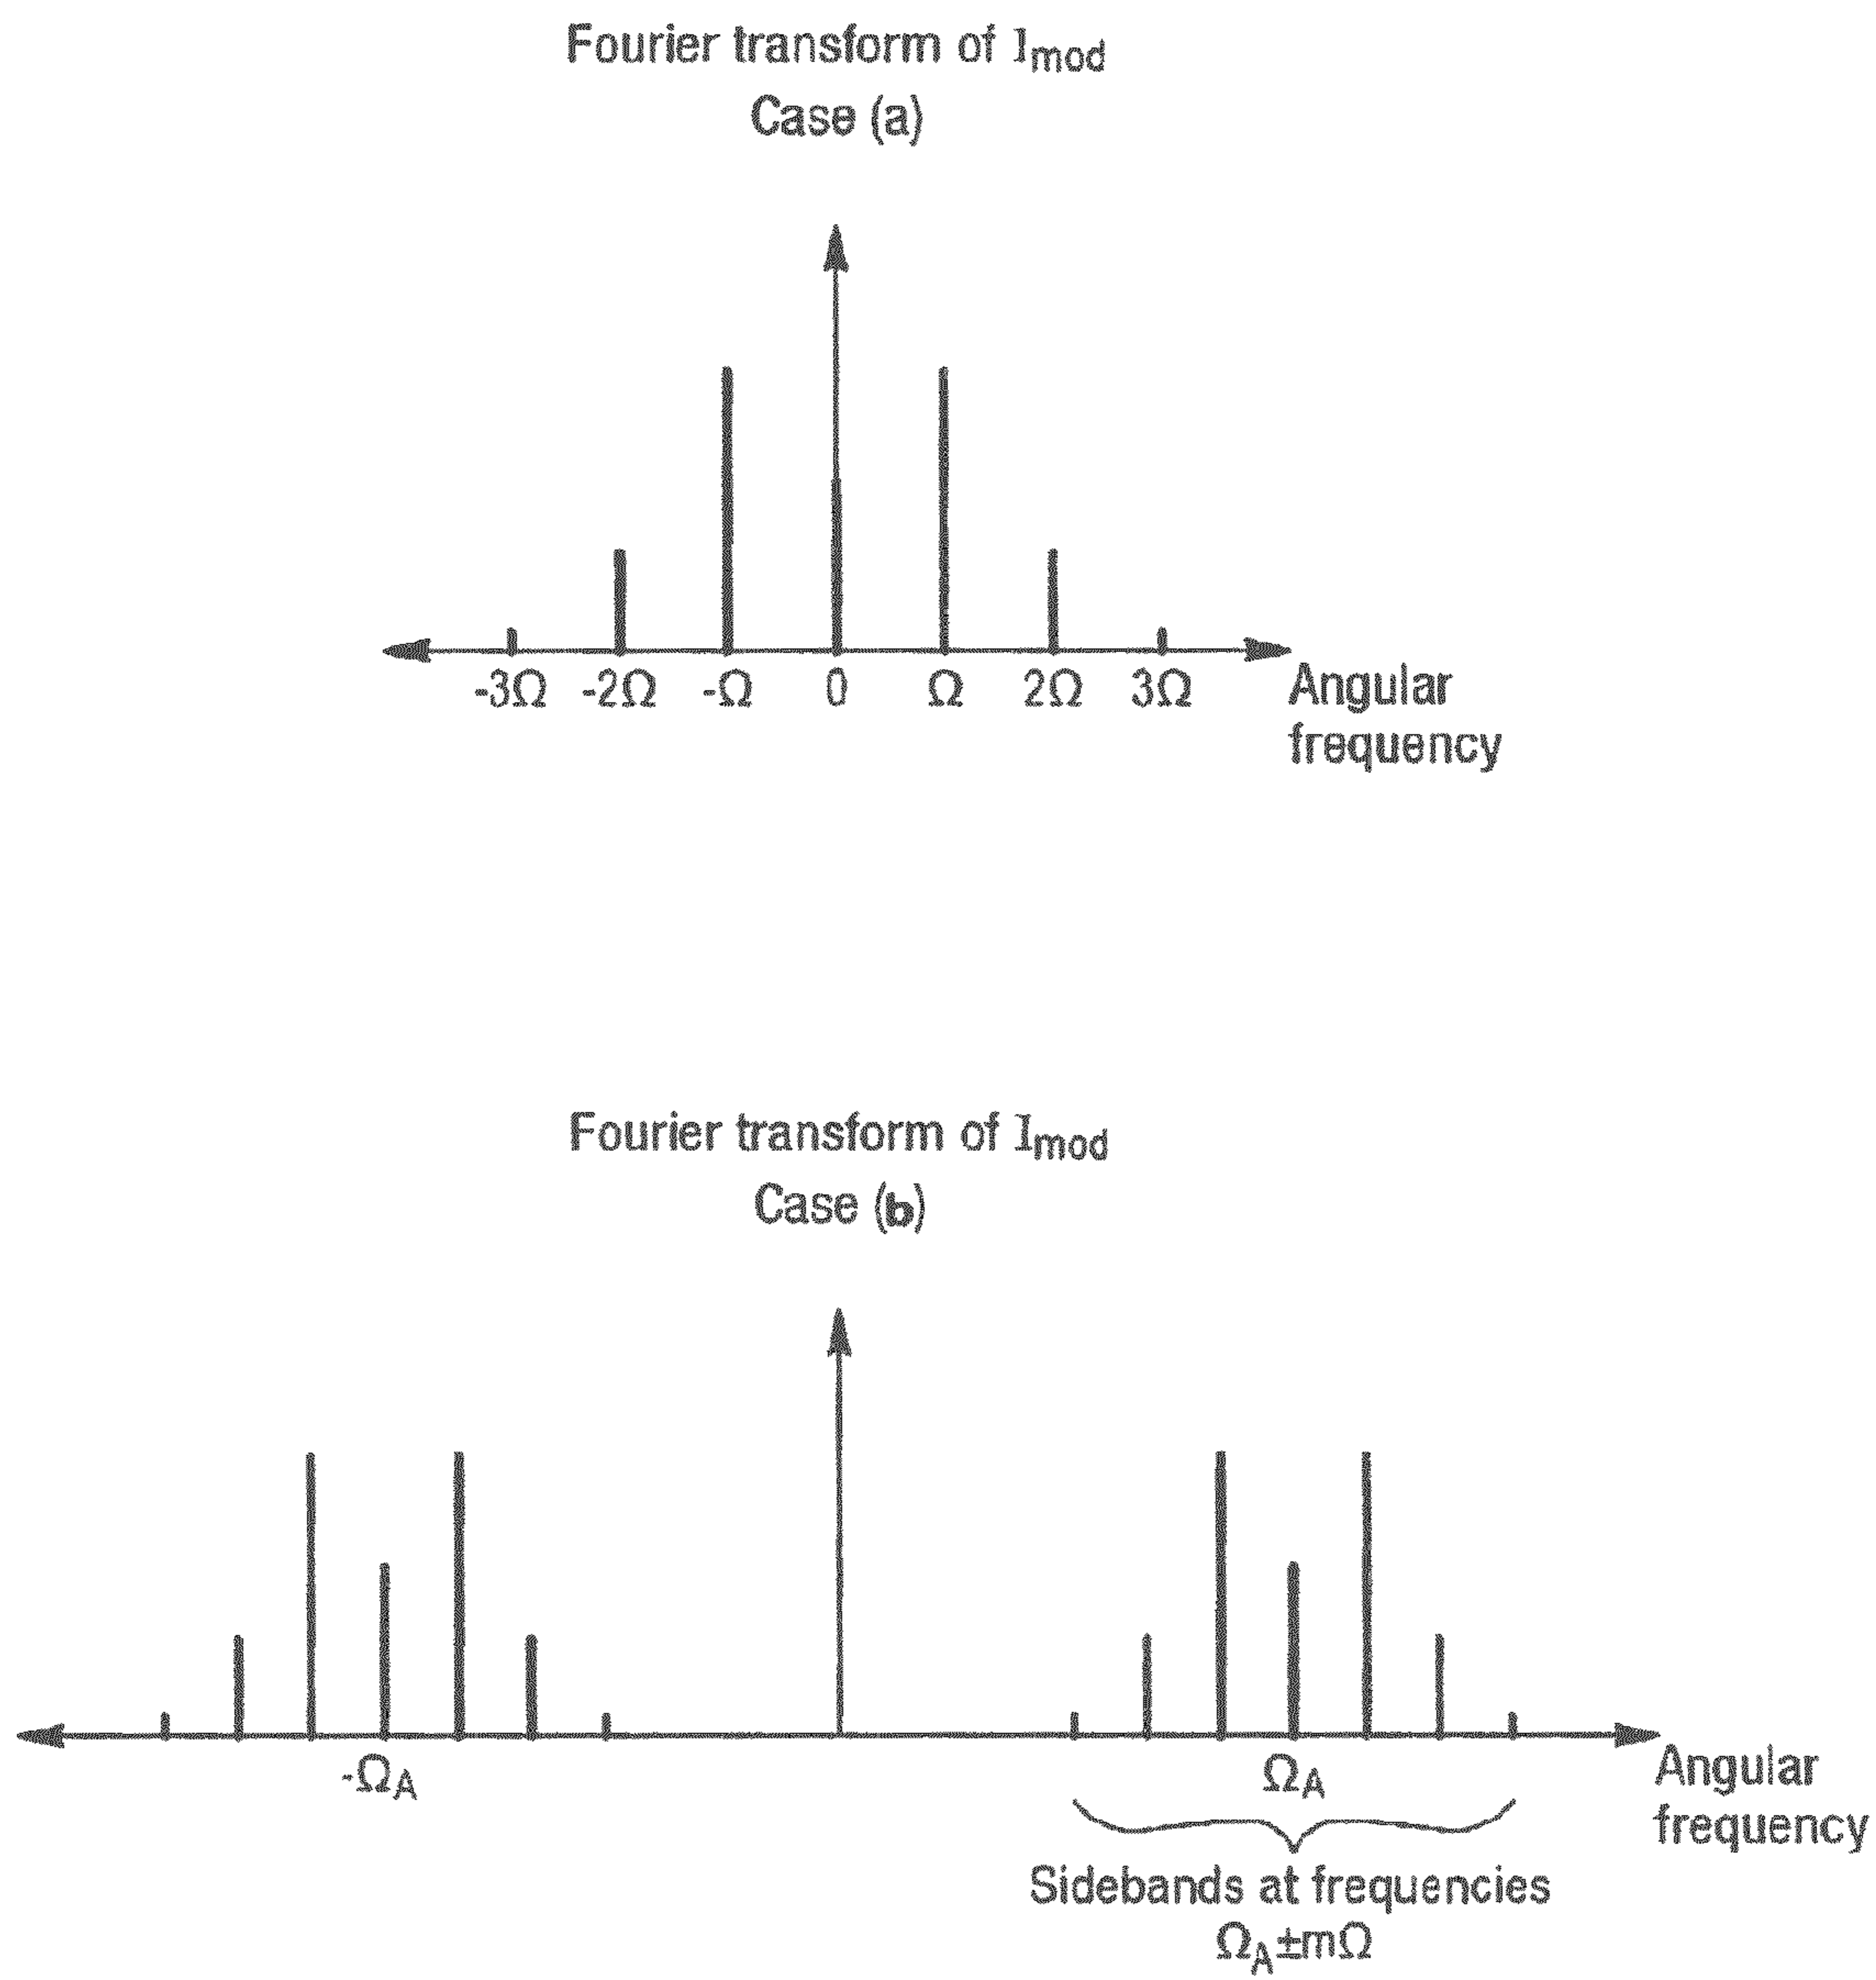 Fourier transform of Imod
Case (a)
-3Ω -2Ω -Ω 0 Ω 2Ω 3Ω
Angular
frequency
Fourier transform of Imod
Case (b)
-ΩA
ΩA
Angular
frequency
Sidebands at frequencies
ΩA±mΩ